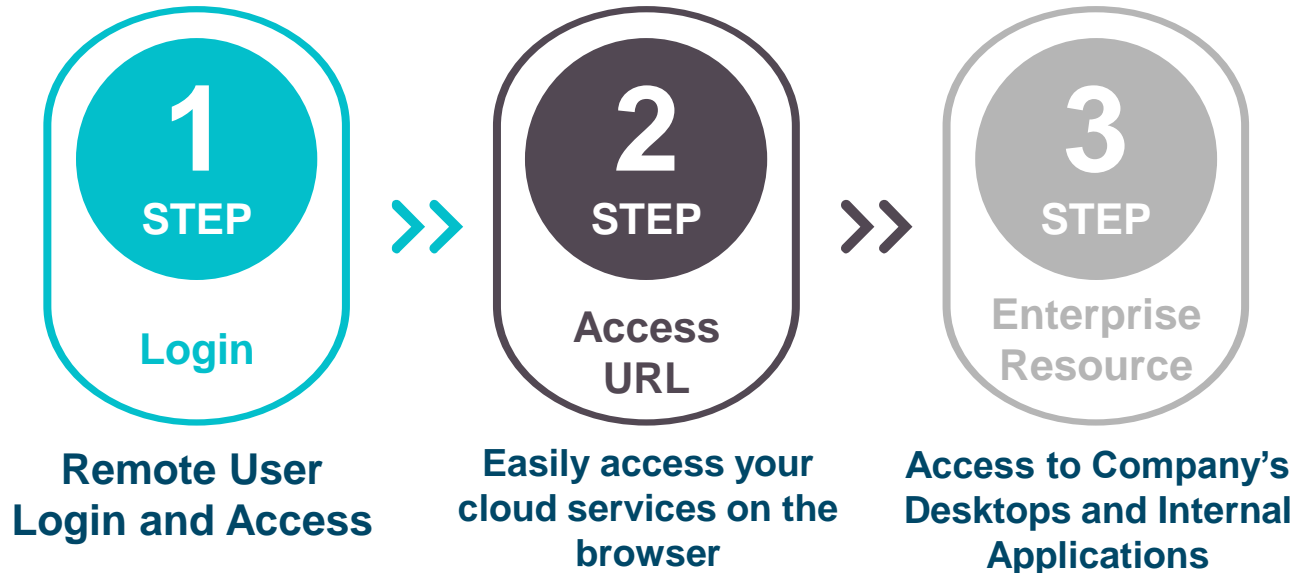 1
STEP
Login
Remote User
Login and Access
2
STEP
Access
URL
Easily access your
cloud services on the
browser
3
STEP
Enterprise
Resource
Access to Company’s
Desktops and Internal
Applications